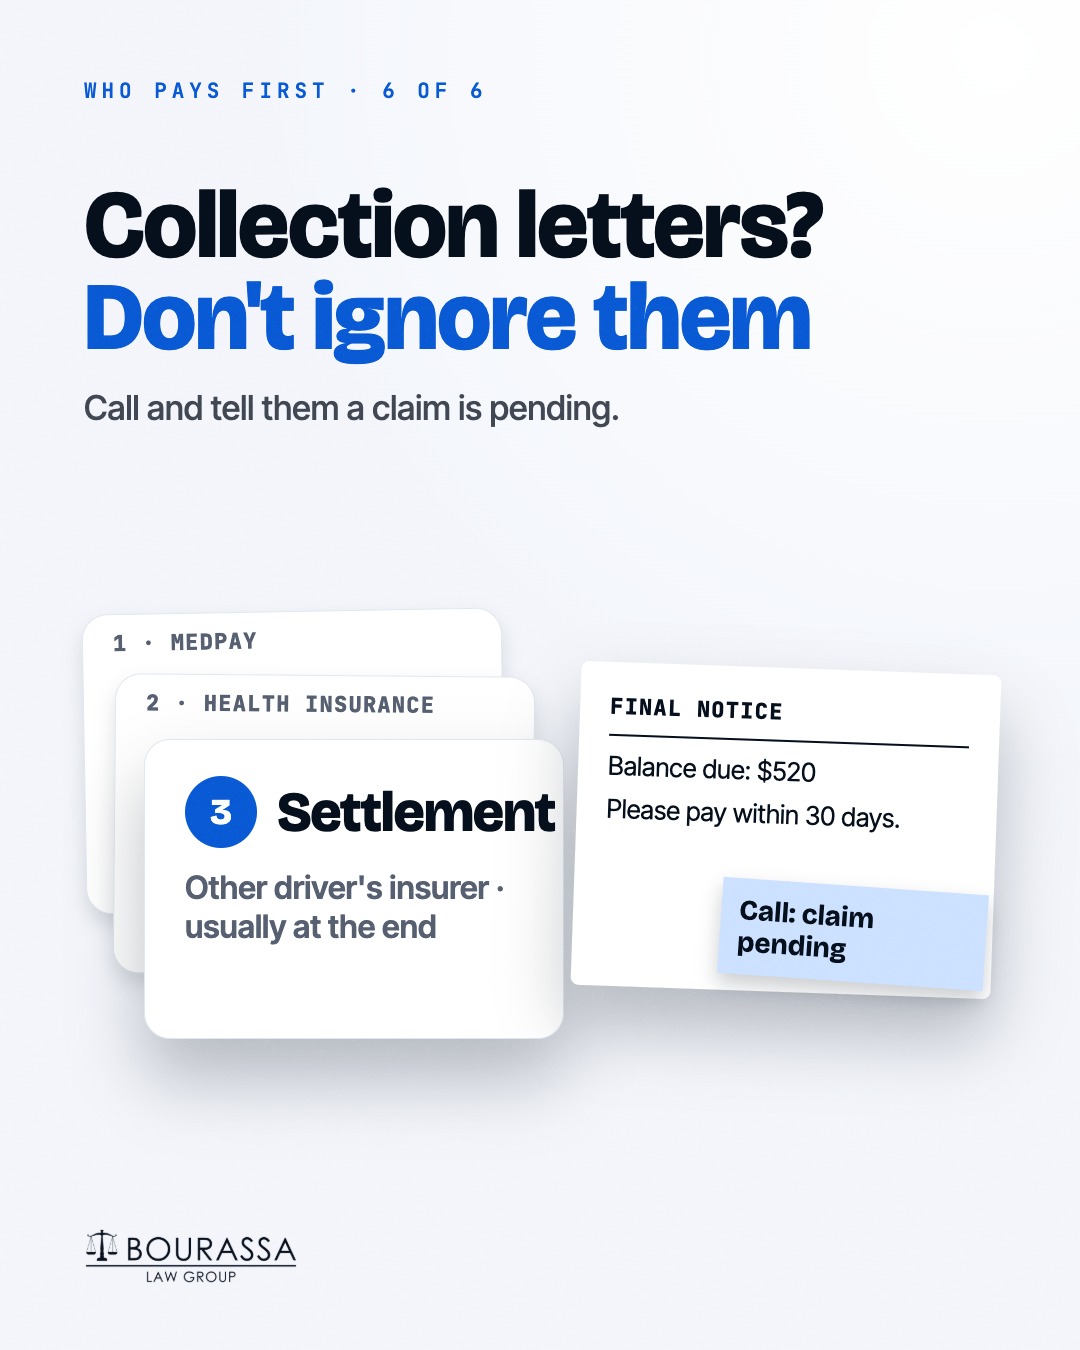 WHO PAYS FIRST · 6 OF 6
Collection letters?
Don't ignore them
Call and tell them a claim is pending.
1 · MEDPAY
2 · HEALTH INSURANCE
3 Settlement
Other driver's insurer ·
usually at the end
FINAL NOTICE
Balance due: $520
Please pay within 30 days.
Call: claim
pending
BOURASSA
LAW GROUP